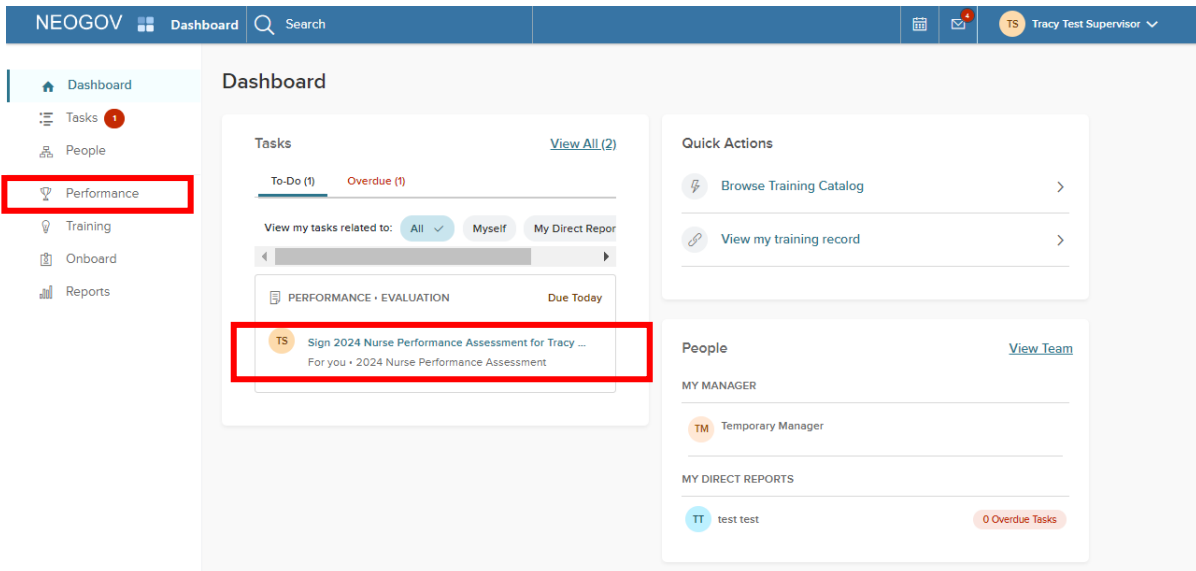 NEOGOV Dashboard Search 4 TS Tracy Test Supervisor
Dashboard
Tasks 1
People
Performance
Training
Onboard
Reports
Dashboard
Tasks View All (2)
To-Do (1) Overdue (1)
View my tasks related to: All Myself My Direct Repor
PERFORMANCE • EVALUATION Due Today
TS Sign 2024 Nurse Performance Assessment for Tracy ...
For you • 2024 Nurse Performance Assessment
Quick Actions
Browse Training Catalog
View my training record
People View Team
MY MANAGER
TM Temporary Manager
MY DIRECT REPORTS
TT test test 0 Overdue Tasks